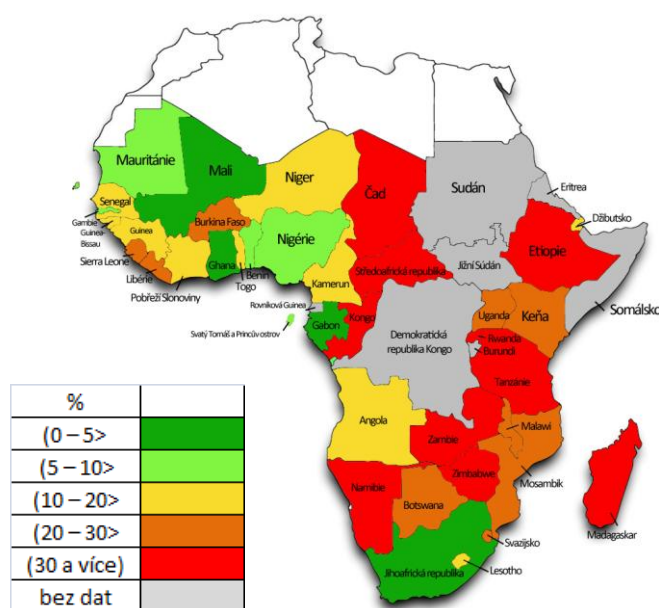 Mauritánie
Mali
Niger
Čad
Sudán
Eritrea
Senegal
Gambie
Guinea
Bissau
Guinea
Burkina Faso
Džibutsko
Nigérie
Etiopie
Sierra Leone
Ghana
Benin
Togo
Libérie
Pobřeží Slonoviny
Středoafrická republika
Jižní Súdán
Kamerun
Somálsko
Rovníková Guinea
Uganda
Keňa
Svatý Tomáš a Princův ostrov
Gabon
Kongo
Demokratická
republika Kongo
Rwanda
Burundi
Tanzánie
Angola
Malawi
Zambie
Mosambik
Zimbabwe
Namibie
Botswana
Madagaskar
Svazijsko
Jihoafrická republika
Lesotho
%
(0 – 5>
(5 – 10>
(10 – 20>
(20 – 30>
(30 a více)
bez dat